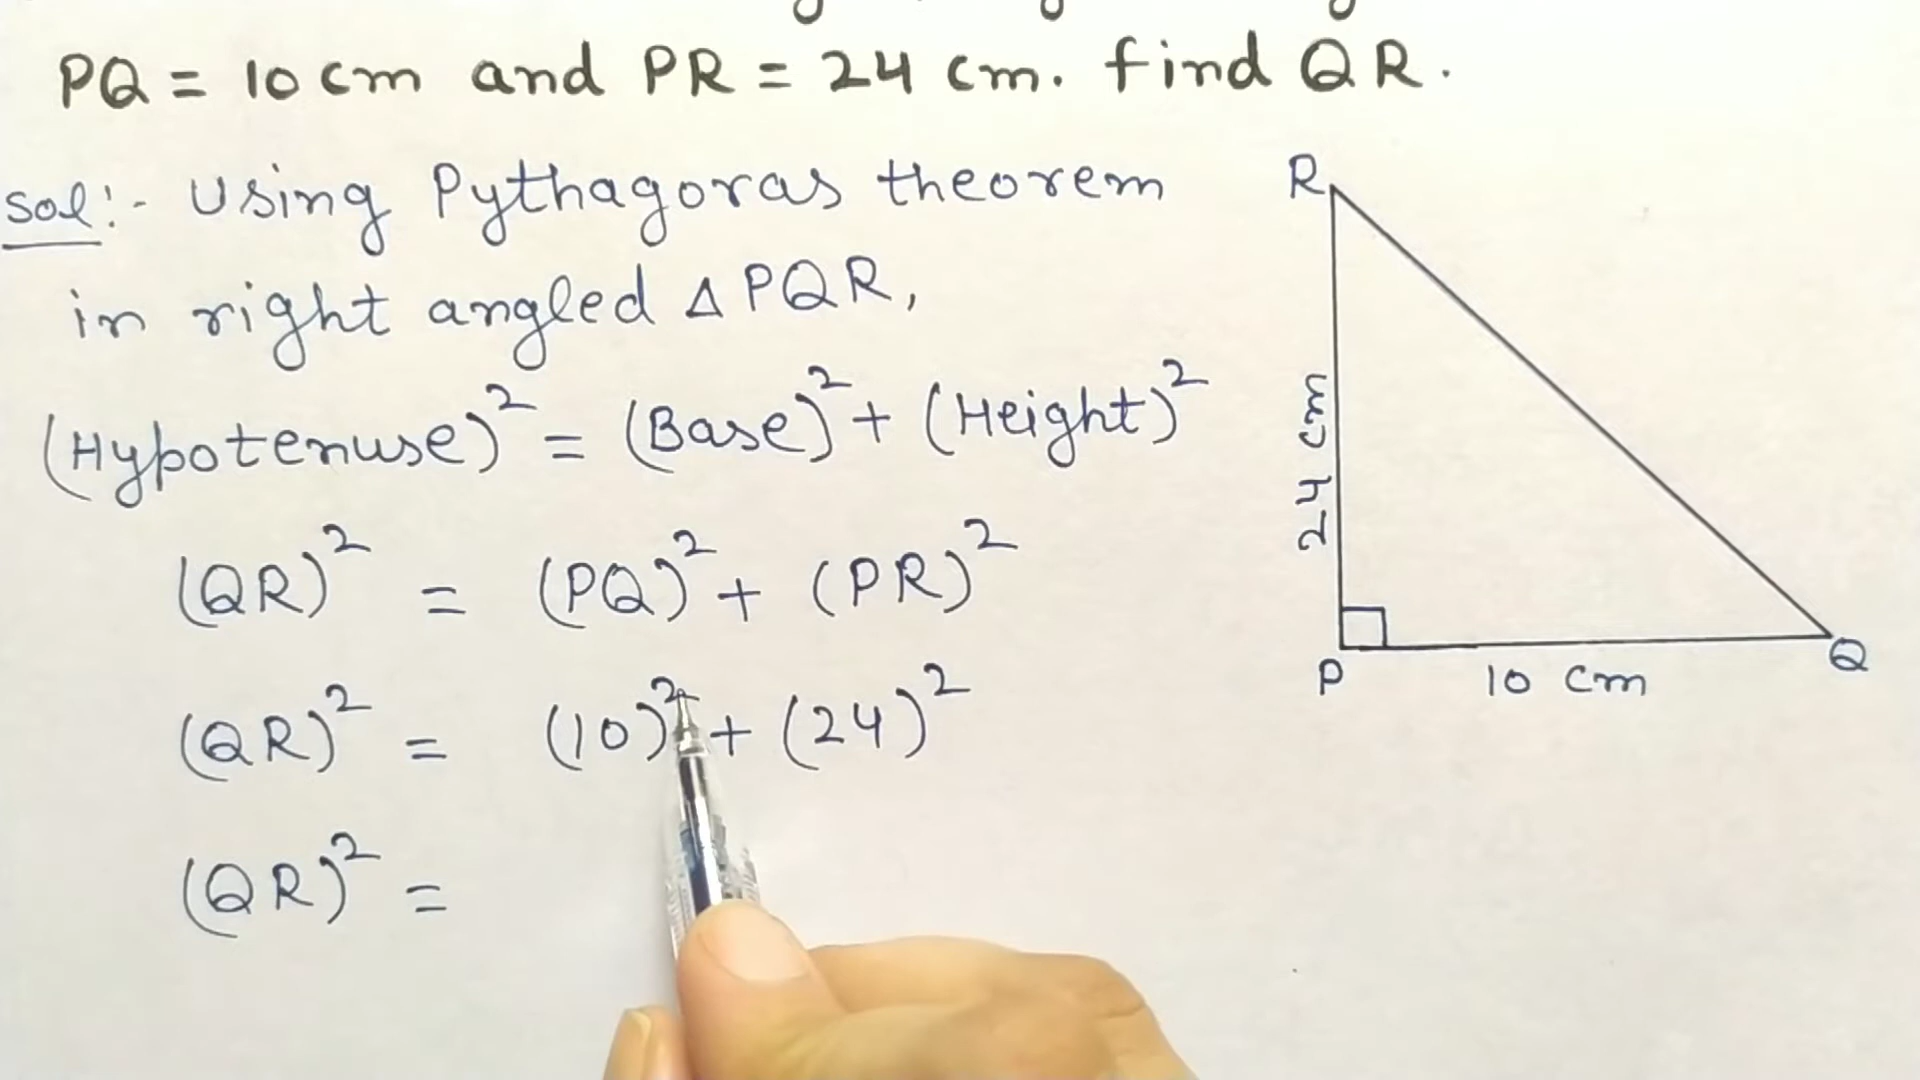 PQ = 10 cm and PR = 24 cm. find QR.
Sol:- Using Pythagoras theorem
in right angled Δ PQR,
(Hypotenuse)² = (Base)² + (Height)²
(QR)² = (PQ)² + (PR)²
(QR)² = (10)² + (24)²
(QR)² =
R
24 cm
P
10 cm
Q